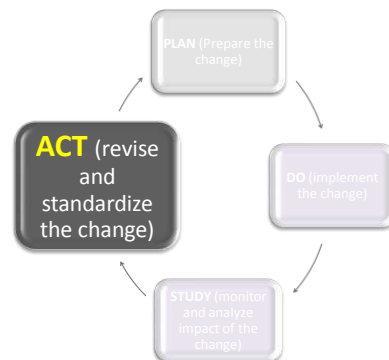 PLAN (Prepare the
change)
ACT (revise
and
standardize
the change)
DO (implement
the change)
STUDY (monitor
and analyze
impact of the
change)